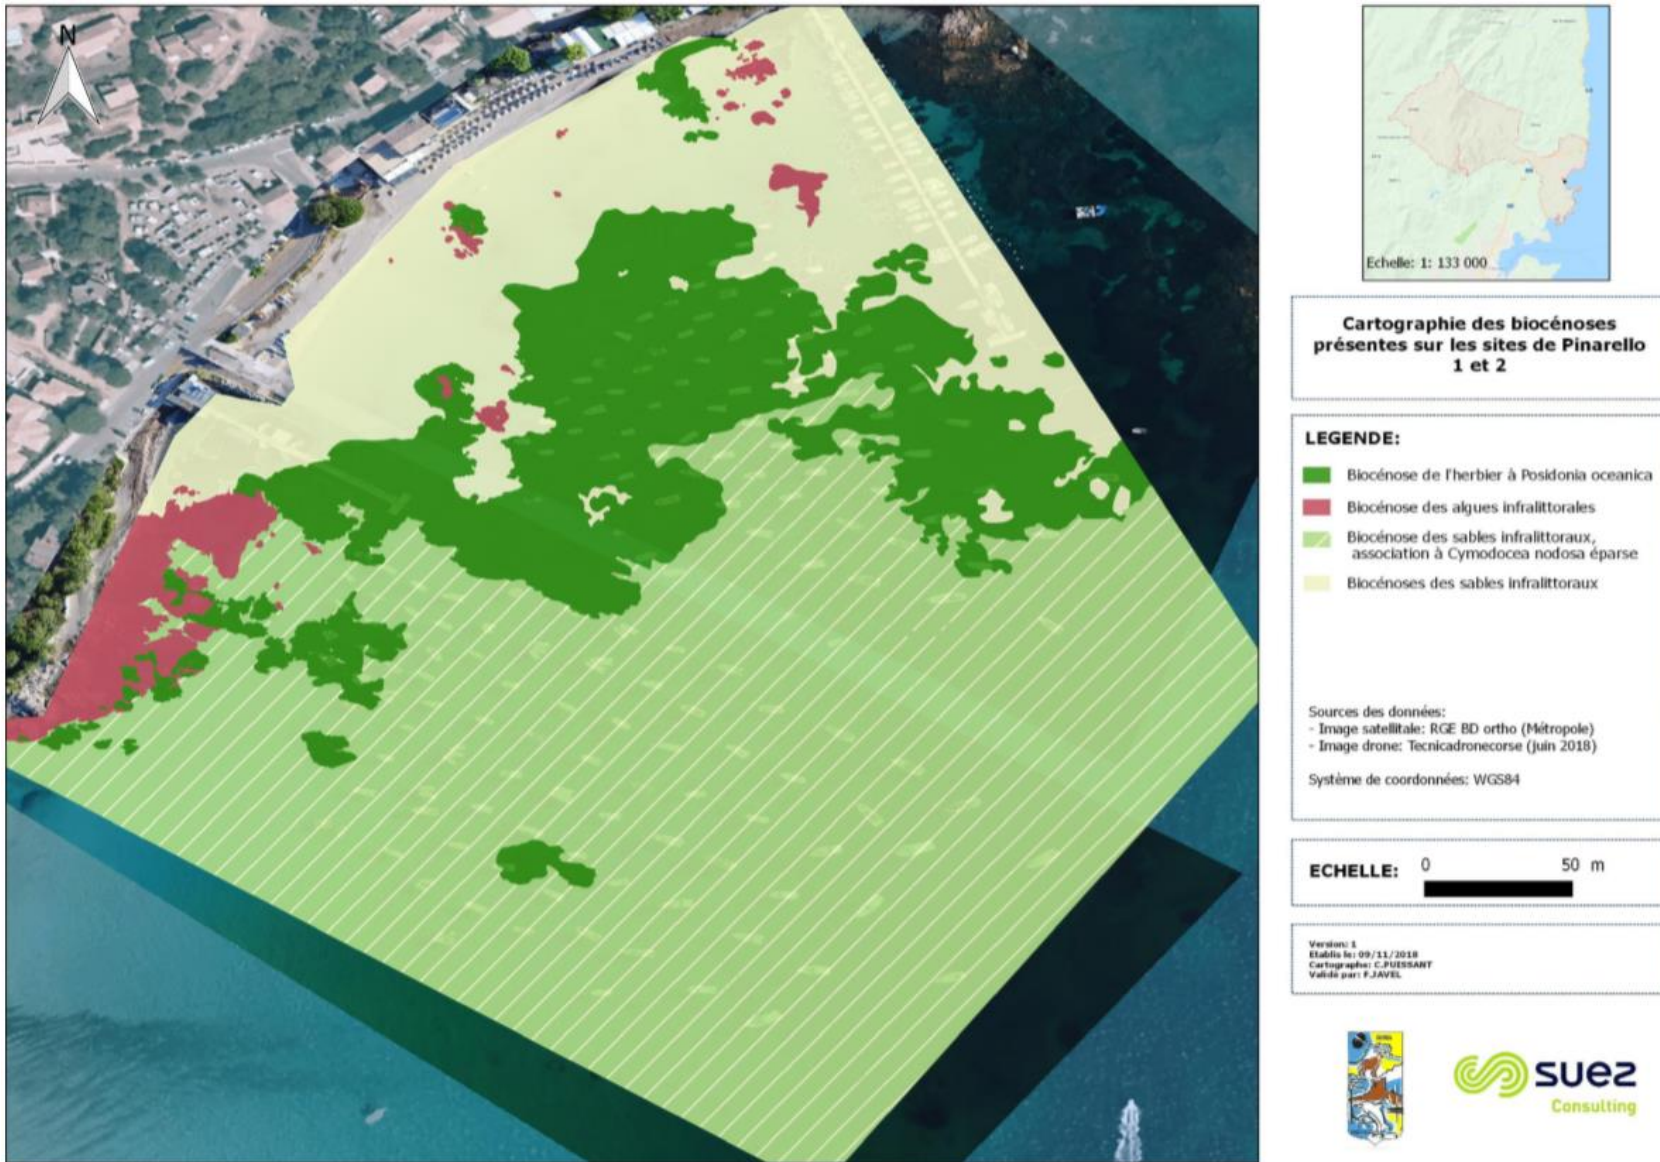 N
Echelle: 1: 133 000
Cartographie des biocénoses
présentes sur les sites de Pinarello
1 et 2
LEGENDE:
Biocénose de l'herbier à Posidonia oceanica
Biocénose des algues infralittorales
Biocénose des sables infralittoraux,
association à Cymodocea nodosa éparse
Biocénoses des sables infralittoraux
Sources des données:
- Image satellitale: RGE BD ortho (Métropole)
- Image drone: Tecnicadronecorse (juin 2018)
Système de coordonnées: WGS84
ECHELLE: 0 50 m
Version: 1
Etablis le: 09/11/2018
Cartographe: C.PUISSANT
Validé par: F.JAVEL
suez
Consulting